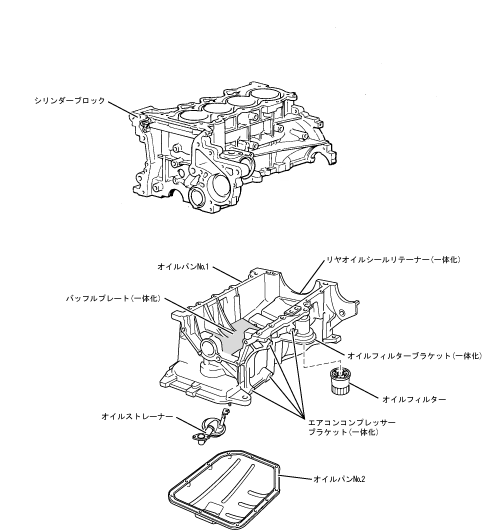 シリンダーブロック
オイルパンNo.1
リヤオイルシールリテーナー(一体化)
バッフルプレート(一体化)
オイルフィルターブラケット(一体化)
オイルフィルター
オイルストレーナー
エアコンコンプレッサー
ブラケット(一体化)
オイルパンNo.2